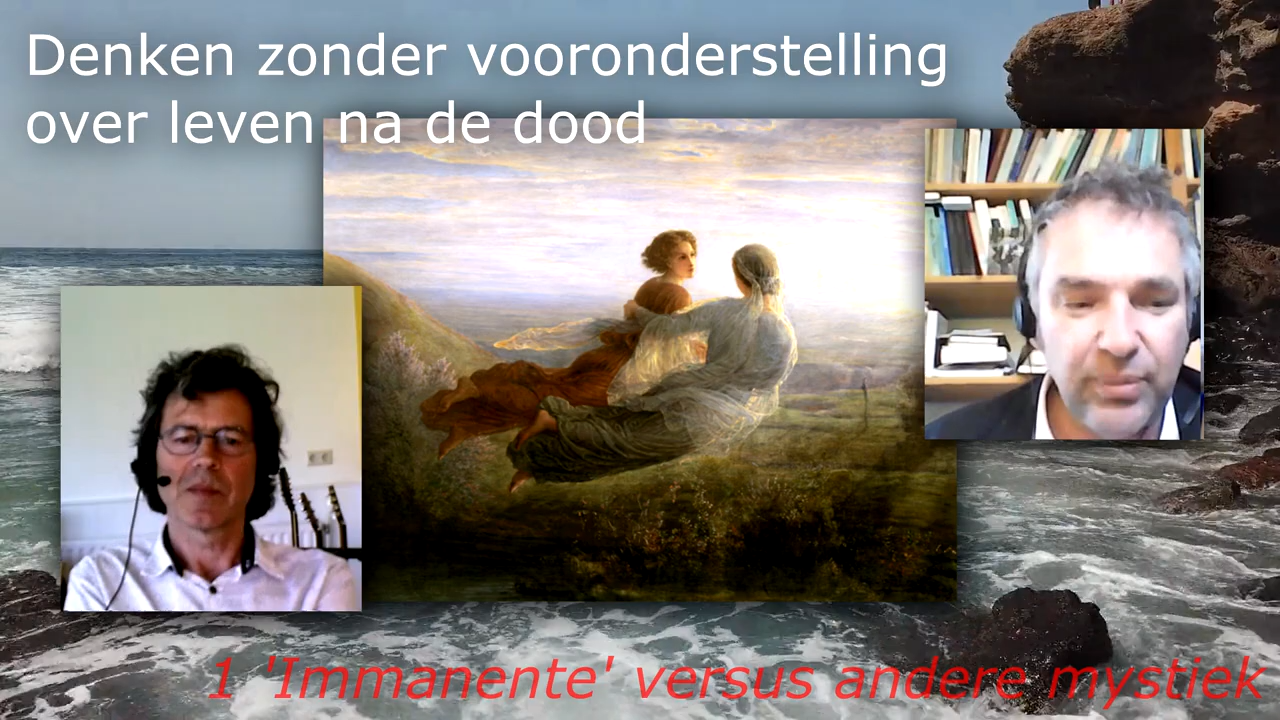 Denken zonder vooronderstelling
over leven na de dood
1 'Immanente' versus andere mystiek